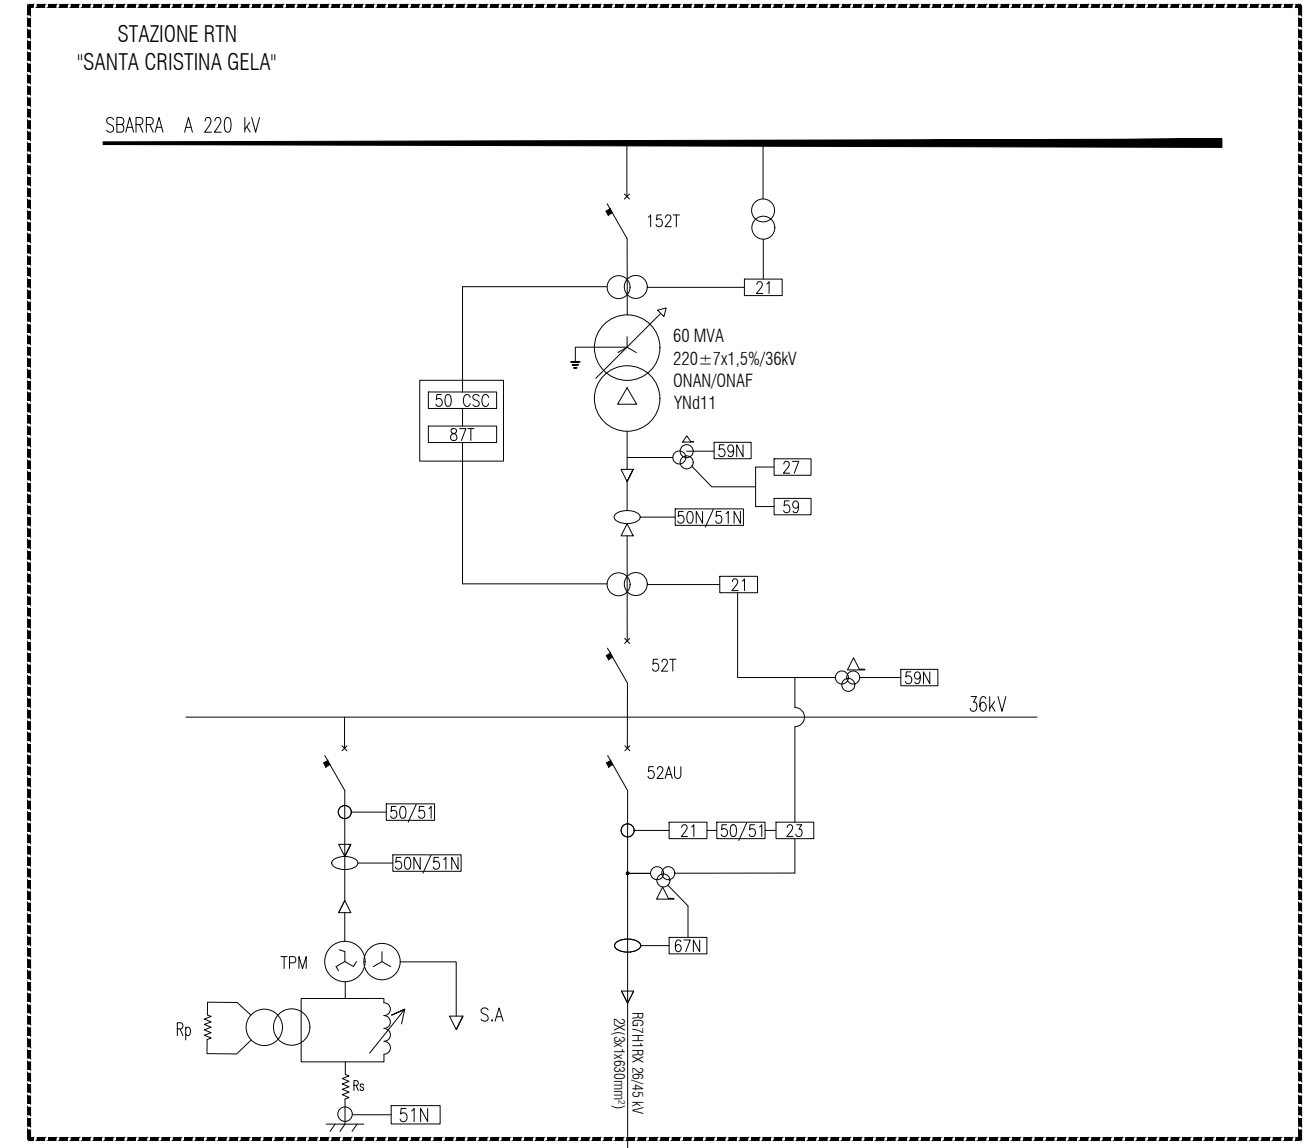 STAZIONE RTN
"SANTA CRISTINA GELA"
SBARRA A 220 kV
152T
21
60 MVA
220±7x1,5%/36kV
ONAN/ONAF
YNd11
50 CSC
87T
59N
27
59
50N/51N
21
52T
59N
36kV
52AU
50/51
21
50/51
23
50N/51N
67N
TPM
S.A
Rp
Rs
51N
RG7H1RX 26/45 kV
2X(3x1x630mm²)